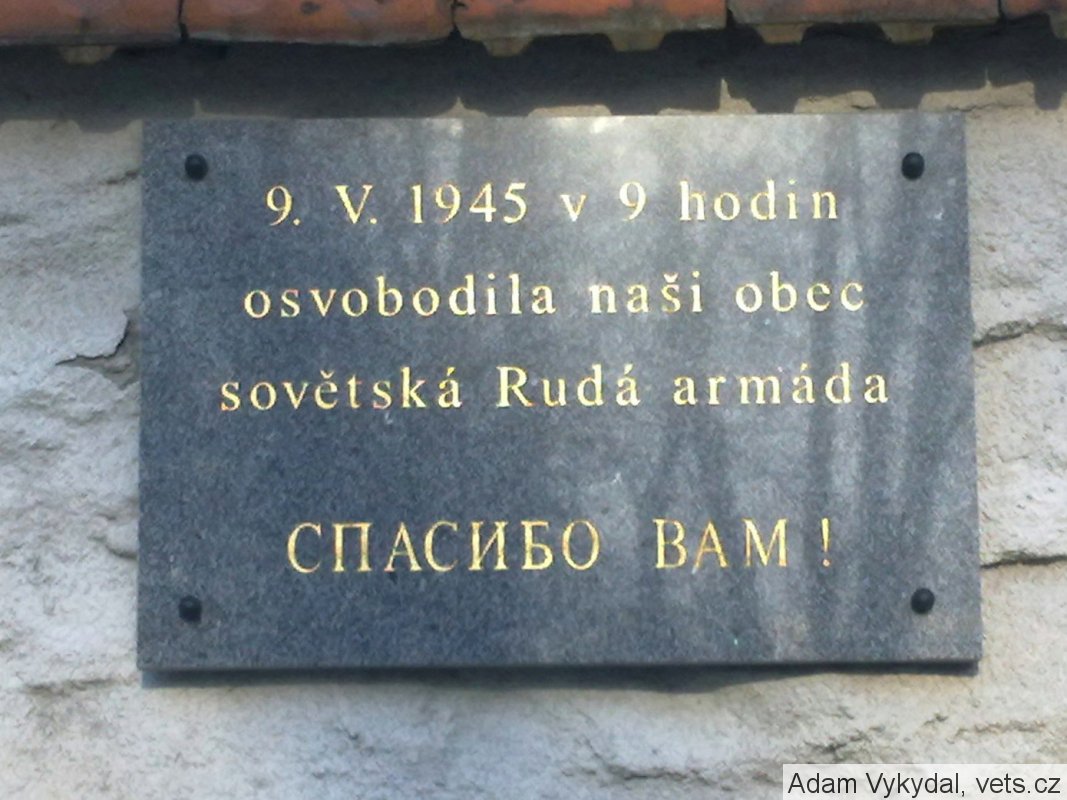 9. V. 1945 v 9 hodin
osvobodila naši obec
sovětská Rudá armáda
СПАСИБО ВАМ!
Adam Vykydal, vets.cz